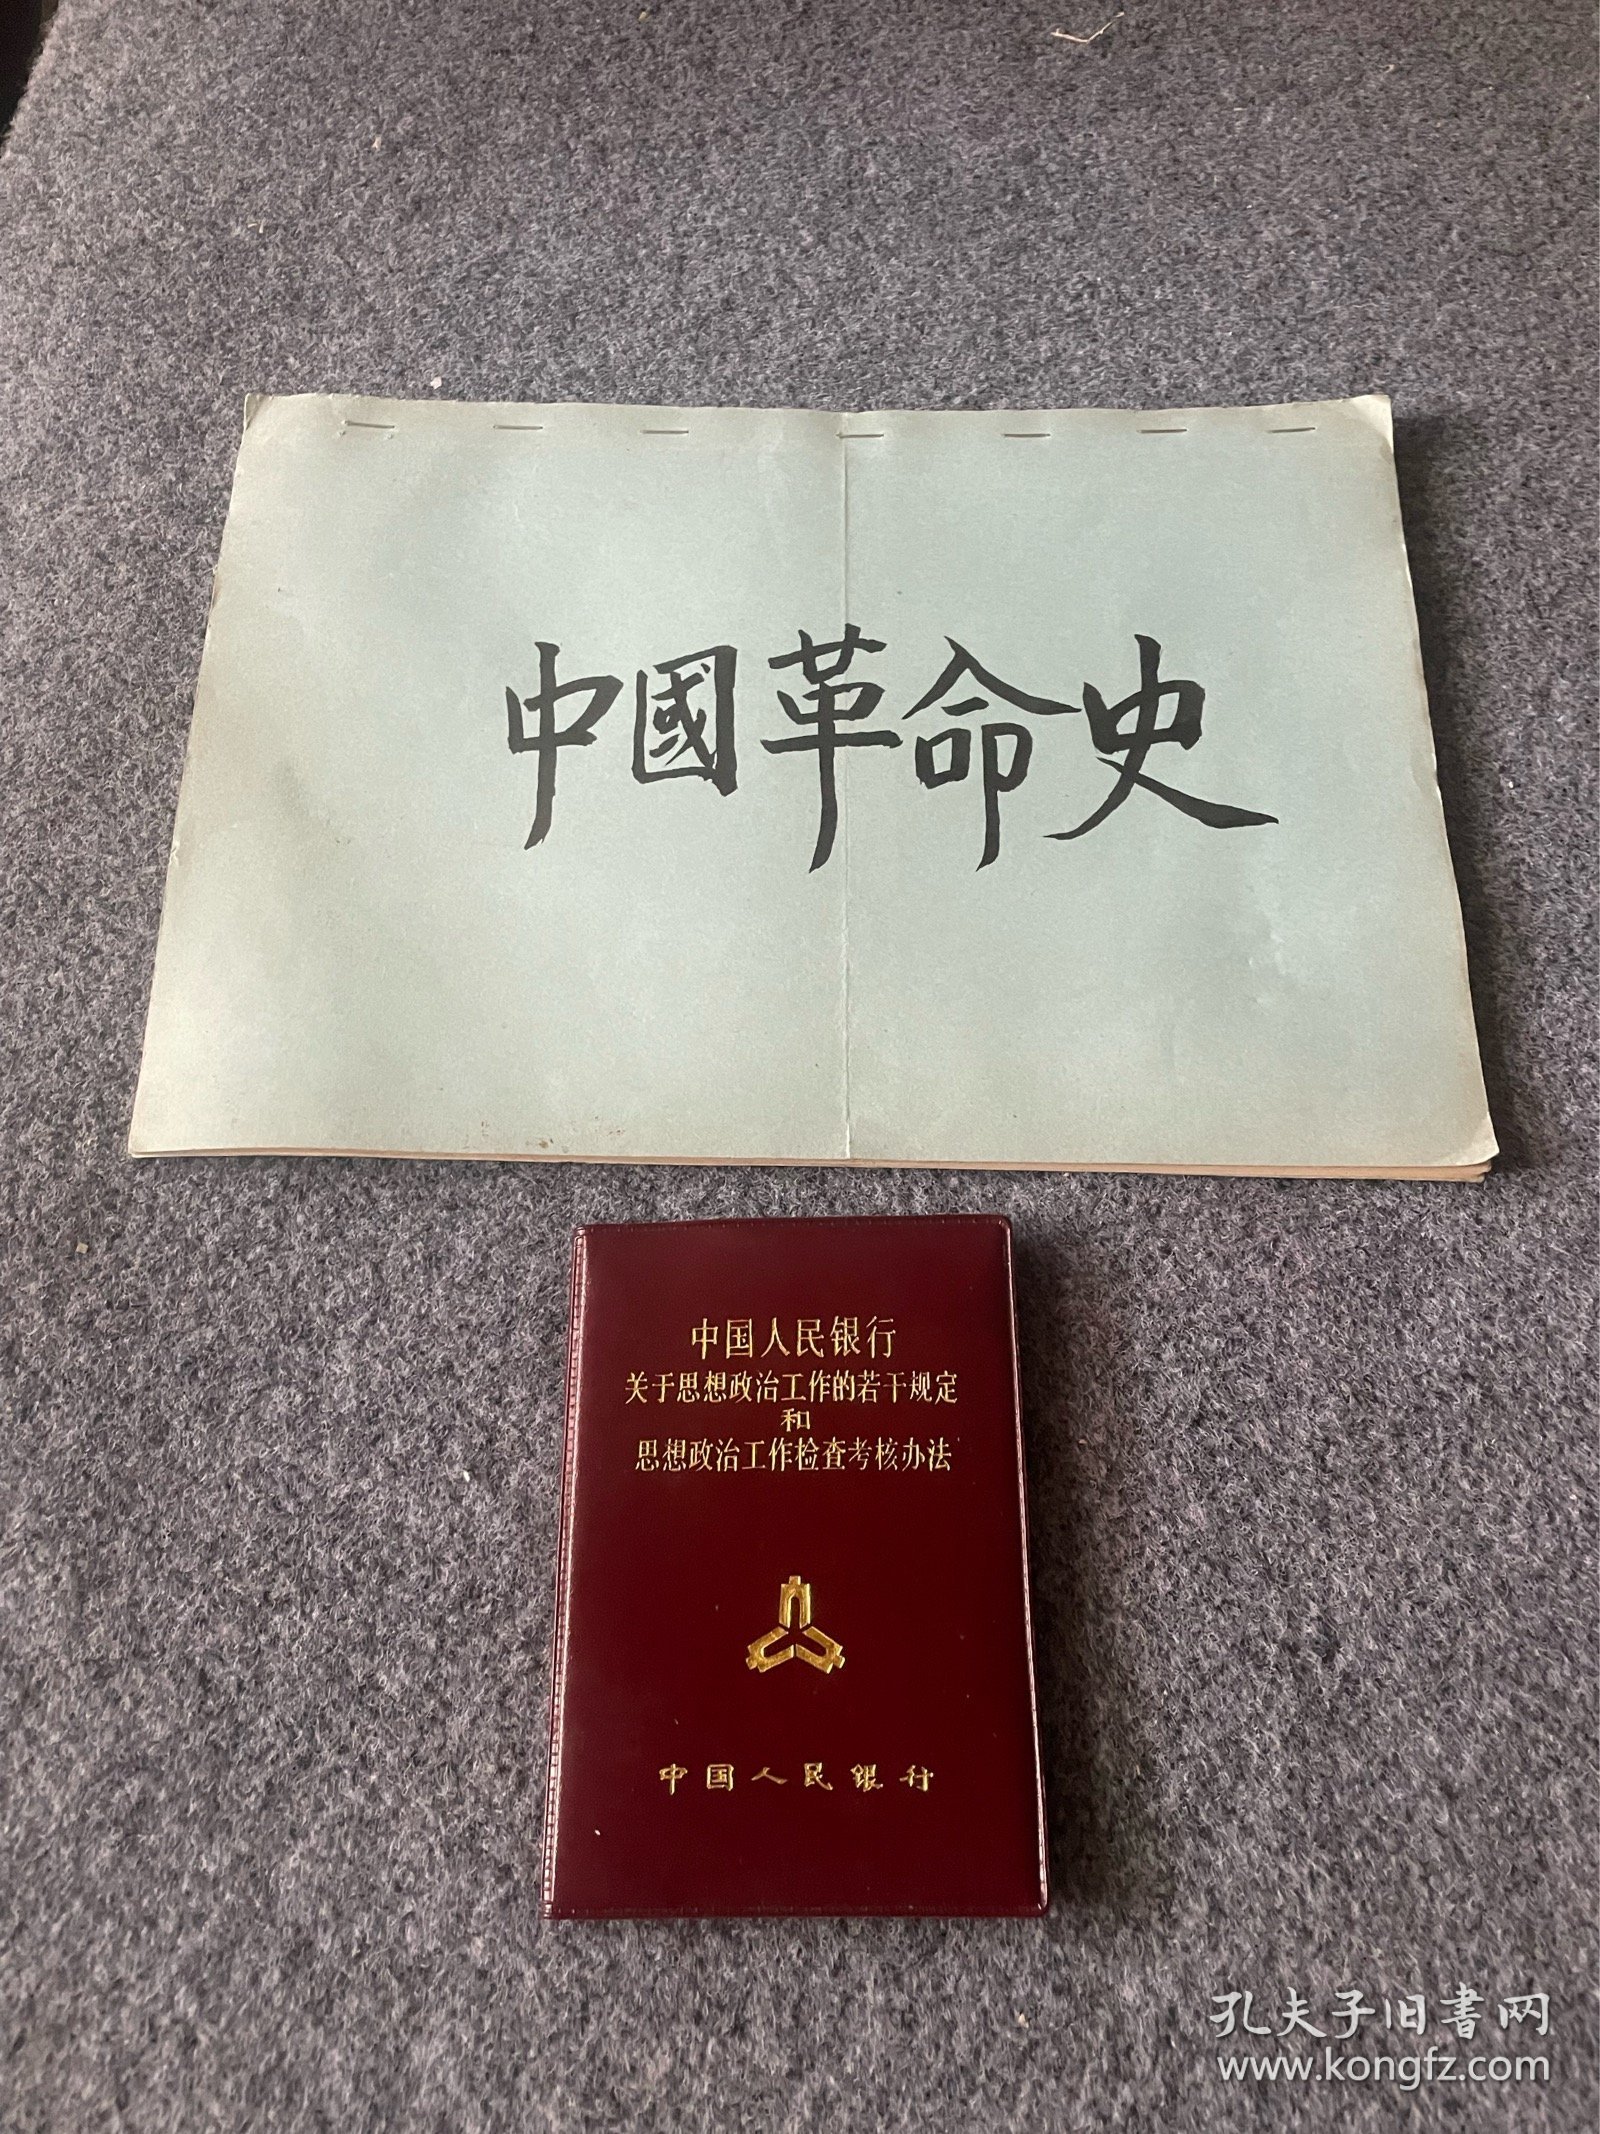 中國革命史
中国人民银行
关于思想政治工作的若干规定
和
思想政治工作检查考核办法
中国人民银行
孔夫子旧书网
www.kongfz.com